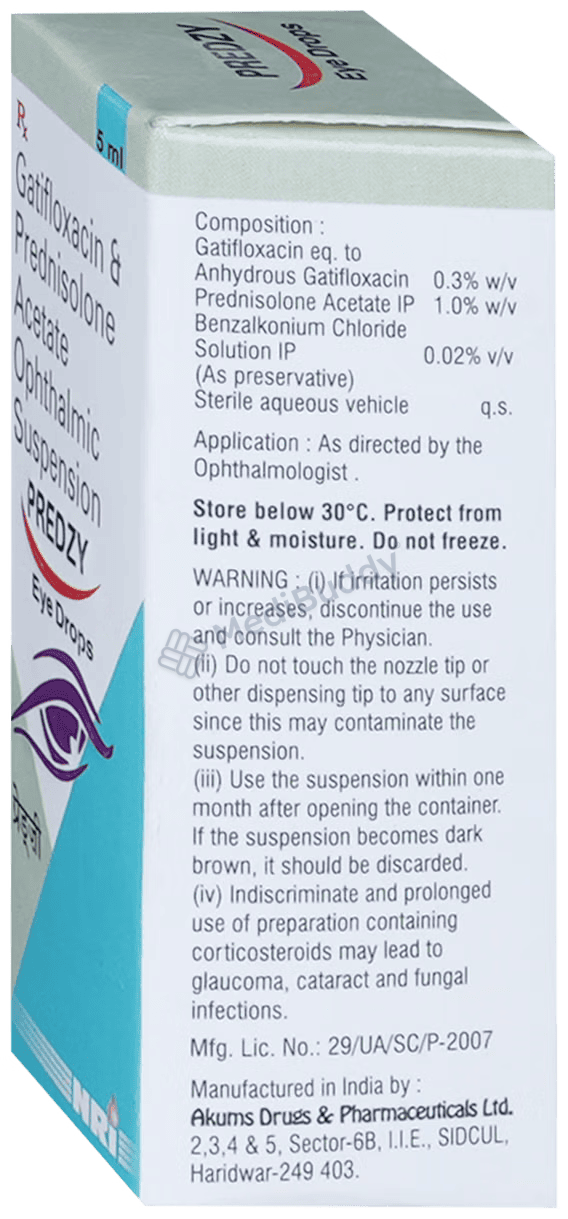 PREDZY
Eye Drops
Rx
5 ml
Gatifloxacin &
Prednisolone
Acetate
Ophthalmic
Suspension
PREDZY
Eye Drops
प्रेड्जी
NRI
Composition :
Gatifloxacin eq. to
Anhydrous Gatifloxacin 0.3% w/v
Prednisolone Acetate IP 1.0% w/v
Benzalkonium Chloride
Solution IP 0.02% v/v
(As preservative)
Sterile aqueous vehicle q.s.
Application : As directed by the
Ophthalmologist .
Store below 30°C. Protect from
light & moisture. Do not freeze.
WARNING : (i) If irritation persists
or increases, discontinue the use
and consult the Physician.
(ii) Do not touch the nozzle tip or
other dispensing tip to any surface
since this may contaminate the
suspension.
(iii) Use the suspension within one
month after opening the container.
If the suspension becomes dark
brown, it should be discarded.
(iv) Indiscriminate and prolonged
use of preparation containing
corticosteroids may lead to
glaucoma, cataract and fungal
infections.
Mfg. Lic. No.: 29/UA/SC/P-2007
Manufactured in India by :
Akums Drugs & Pharmaceuticals Ltd.
2,3,4 & 5, Sector-6B, I.I.E., SIDCUL,
Haridwar-249 403.
MediBuddy